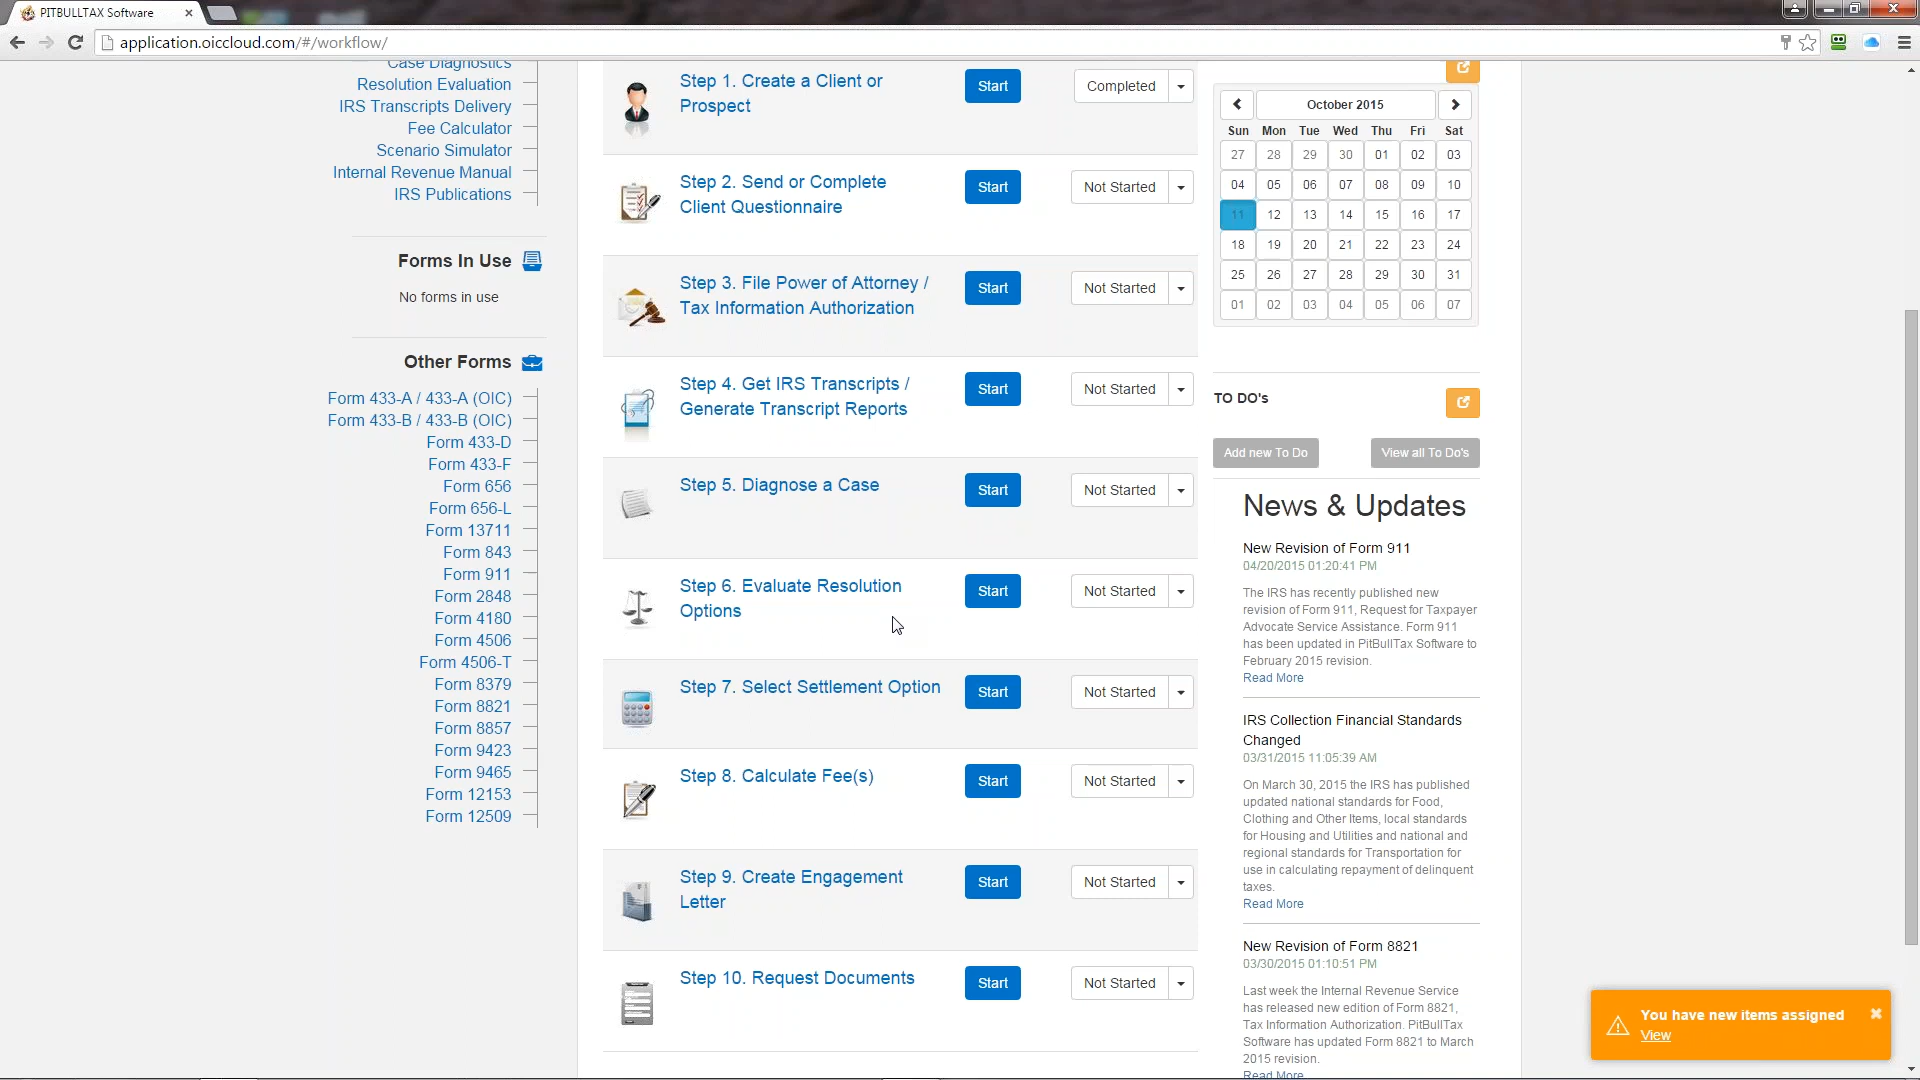 PITBULLTAX Software
application.oiccloud.com/#/workflow/
Case Diagnostics
Resolution Evaluation
IRS Transcripts Delivery
Fee Calculator
Scenario Simulator
Internal Revenue Manual
IRS Publications
Forms In Use
No forms in use
Other Forms
Form 433-A / 433-A (OIC)
Form 433-B / 433-B (OIC)
Form 433-D
Form 433-F
Form 656
Form 656-L
Form 13711
Form 843
Form 911
Form 2848
Form 4180
Form 4506
Form 4506-T
Form 8379
Form 8821
Form 8857
Form 9423
Form 9465
Form 12153
Form 12509
Step 1. Create a Client or
Prospect
Start
Completed
Step 2. Send or Complete
Client Questionnaire
Start
Not Started
Step 3. File Power of Attorney /
Tax Information Authorization
Start
Not Started
Step 4. Get IRS Transcripts /
Generate Transcript Reports
Start
Not Started
Step 5. Diagnose a Case
Start
Not Started
Step 6. Evaluate Resolution
Options
Start
Not Started
Step 7. Select Settlement Option
Start
Not Started
Step 8. Calculate Fee(s)
Start
Not Started
Step 9. Create Engagement
Letter
Start
Not Started
Step 10. Request Documents
Start
Not Started
October 2015
Sun Mon Tue Wed Thu Fri Sat
27 28 29 30 01 02 03
04 05 06 07 08 09 10
11 12 13 14 15 16 17
18 19 20 21 22 23 24
25 26 27 28 29 30 31
01 02 03 04 05 06 07
TO DO's
Add new To Do
View all To Do's
News & Updates
New Revision of Form 911
04/20/2015 01:20:41 PM
The IRS has recently published new
revision of Form 911, Request for Taxpayer
Advocate Service Assistance. Form 911
has been updated in PitBullTax Software to
February 2015 revision.
Read More
IRS Collection Financial Standards
Changed
03/31/2015 11:05:39 AM
On March 30, 2015 the IRS has published
updated national standards for Food,
Clothing and Other Items, local standards
for Housing and Utilities and national and
regional standards for Transportation for
use in calculating repayment of delinquent
taxes.
Read More
New Revision of Form 8821
03/30/2015 01:10:51 PM
Last week the Internal Revenue Service
has released new edition of Form 8821,
Tax Information Authorization. PitBullTax
Software has updated Form 8821 to March
2015 revision.
Read More
You have new items assigned
View